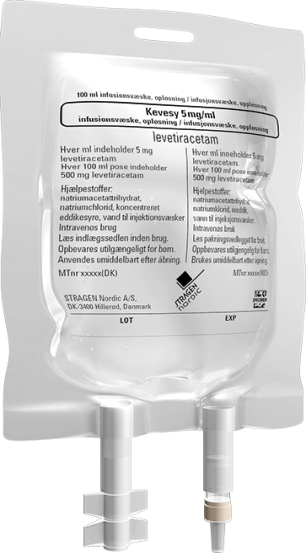 100 ml infusionsvæske, opløsning / infusjonsvæske, oppløsning
Kevesy 5 mg/ml
infusionsvæske, opløsning / infusjonsvæske, oppløsning
levetiracetam
Hver ml indeholder 5 mg
levetiracetam
Hver 100 ml pose indeholder
500 mg levetiracetam
Hjælpestoffer:
natriumacetattrihydrat,
natriumchlorid, koncentreret
eddikesyre, vand til injektionsvæsker
Intravenøs brug
Læs indlægssedlen inden brug.
Opbevares utilgængeligt for børn.
Anvendes umiddelbart efter åbning.
MTnr xxxxx(DK)
Hver ml inneholder 5 mg
levetiracetam.
Hver 100 ml pose inneholder
500 mg levetiracetam
Hjelpestoffer:
natriumacetattrihydrat,
natriumklorid, iseddik,
vann til injeksjonsvæsker
Intravenøs bruk
Les pakningsvedlegget før bruk.
Oppbevares utilgjengelig for barn.
Brukes umiddelbart etter åpning.
MTnr xxxxx(NO)
STRAGEN Nordic A/S,
DK-3400 Hillerød, Danmark
STRAGEN
nordic
LOT EXP